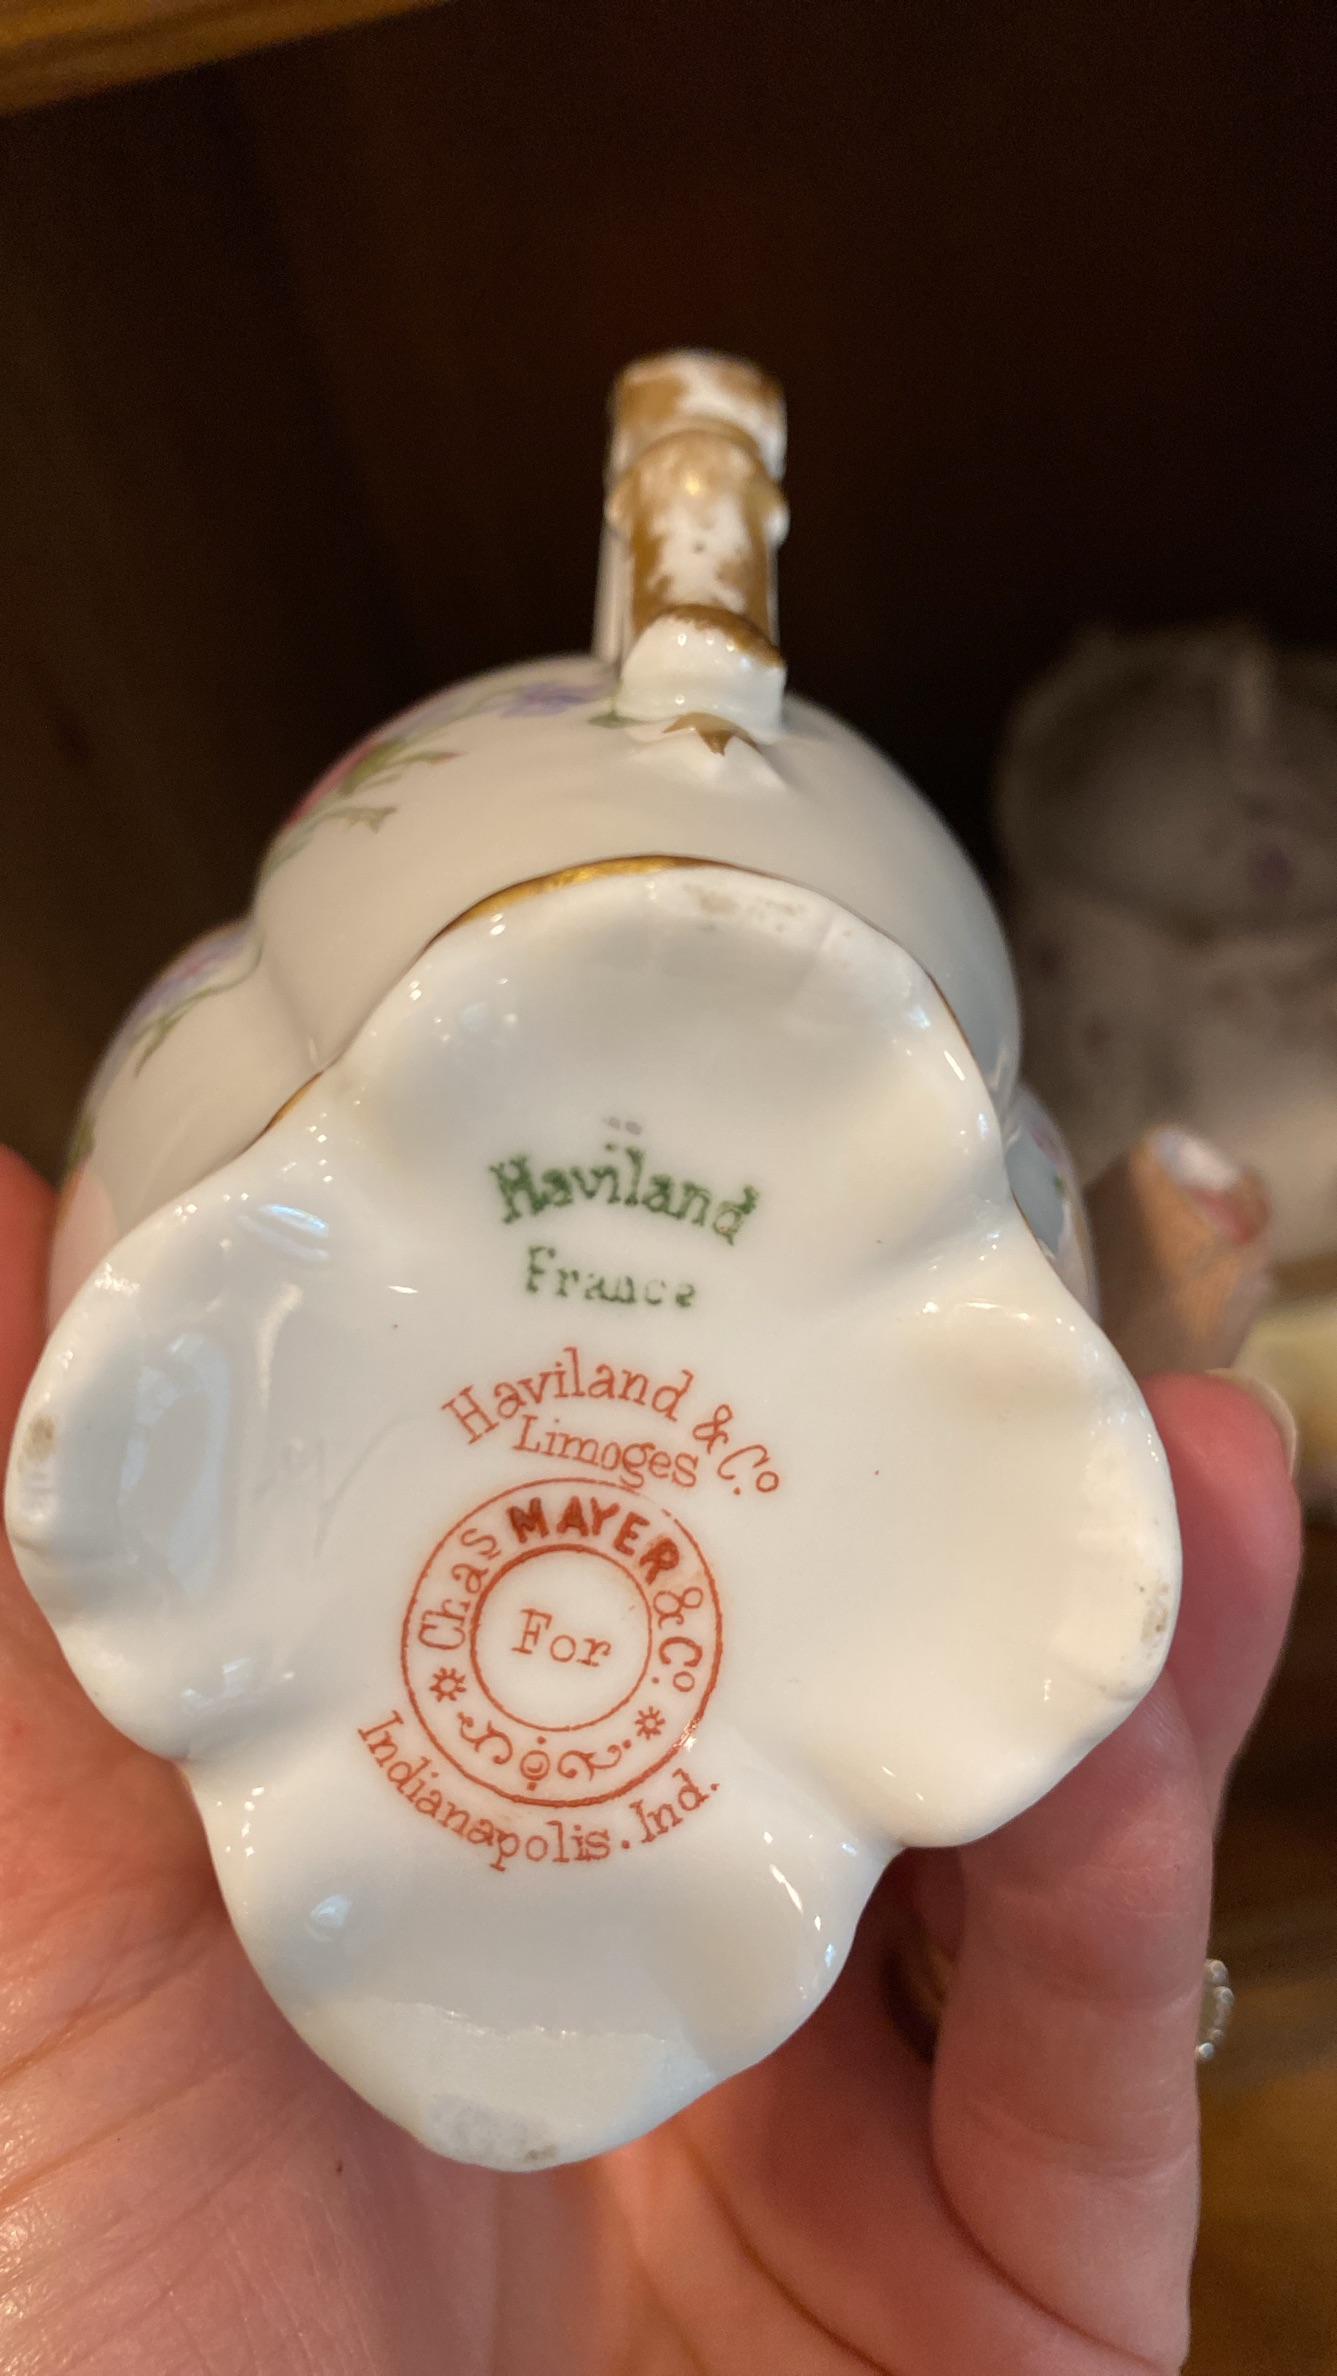 Haviland
France
Haviland & Co.
Limoges
Chas MAYER & Co.
For
Indianapolis. Ind.